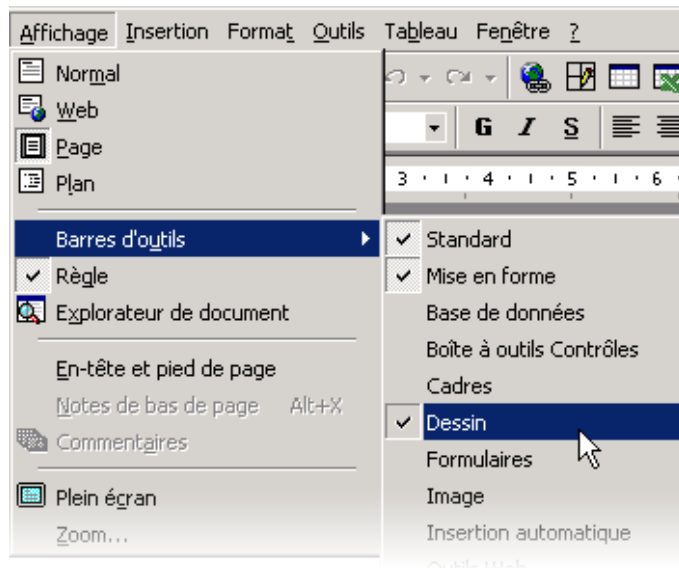 Affichage Insertion Format Outils Tableau Fenêtre ?
Normal
Web
Page
Plan
Barres d'outils
Règle
Explorateur de document
En-tête et pied de page
Notes de bas de page Alt+X
Commentaires
Plein écran
Zoom...
G I S
3 4 5 6
Standard
Mise en forme
Base de données
Boîte à outils Contrôles
Cadres
Dessin
Formulaires
Image
Insertion automatique
Outils Web